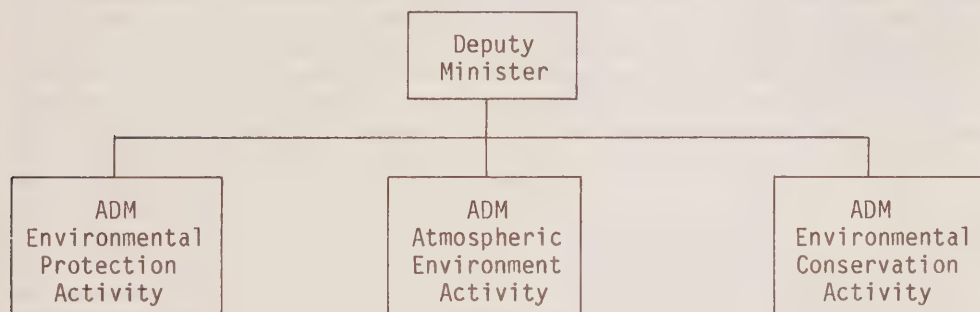 Deputy
Minister
ADM
Environmental
Protection
Activity
ADM
Atmospheric
Environment
Activity
ADM
Environmental
Conservation
Activity